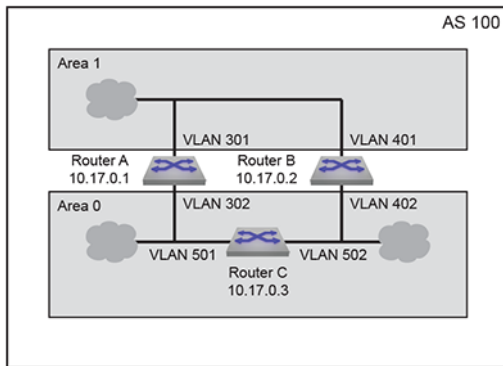 AS 100
Area 1
VLAN 301
VLAN 401
Router A
10.17.0.1
Router B
10.17.0.2
Area 0
VLAN 302
VLAN 402
VLAN 501
VLAN 502
Router C
10.17.0.3